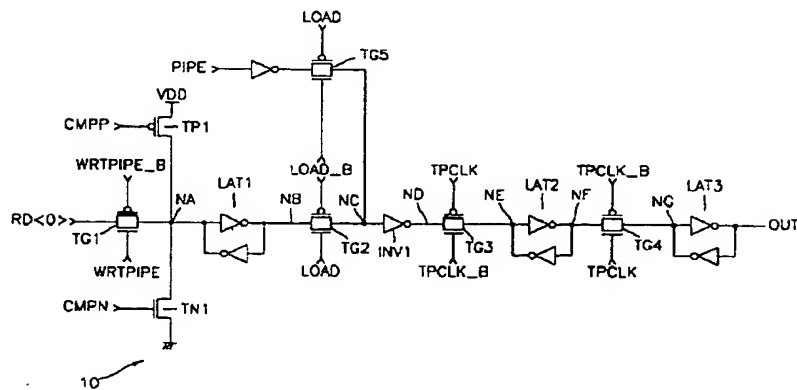 LOAD
TG5
PIPE
VDD
CMPP
TP1
WRTPIPE_B
LAT1
LOAD_B
TPCLK
LAT2
TPCLK_B
LAT3
NA
NB
NC
ND
NE
NF
NG
RD<0>
OUT
TG1
TG2
INV1
TG3
TG4
WRTPIPE
LOAD
TPCLK_B
TPCLK
CMPN
TN1
10